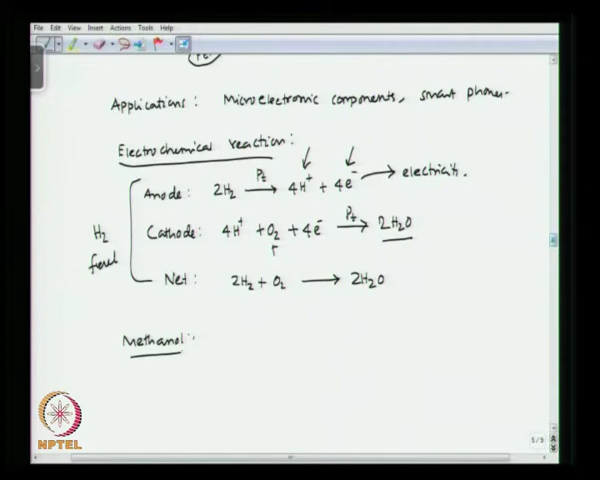 File Edit View Insert Actions Tools Help
Applications: Microelectronic components, smart phones.
Electrochemical reaction:
Anode: 2H₂ —Pt→ 4H⁺ + 4e⁻ → electricity.
Cathode: 4H⁺ + O₂ + 4e⁻ —Pt→ 2H₂O
H₂
fuel
Net: 2H₂ + O₂ → 2H₂O
Methanol:
NPTEL
5/5